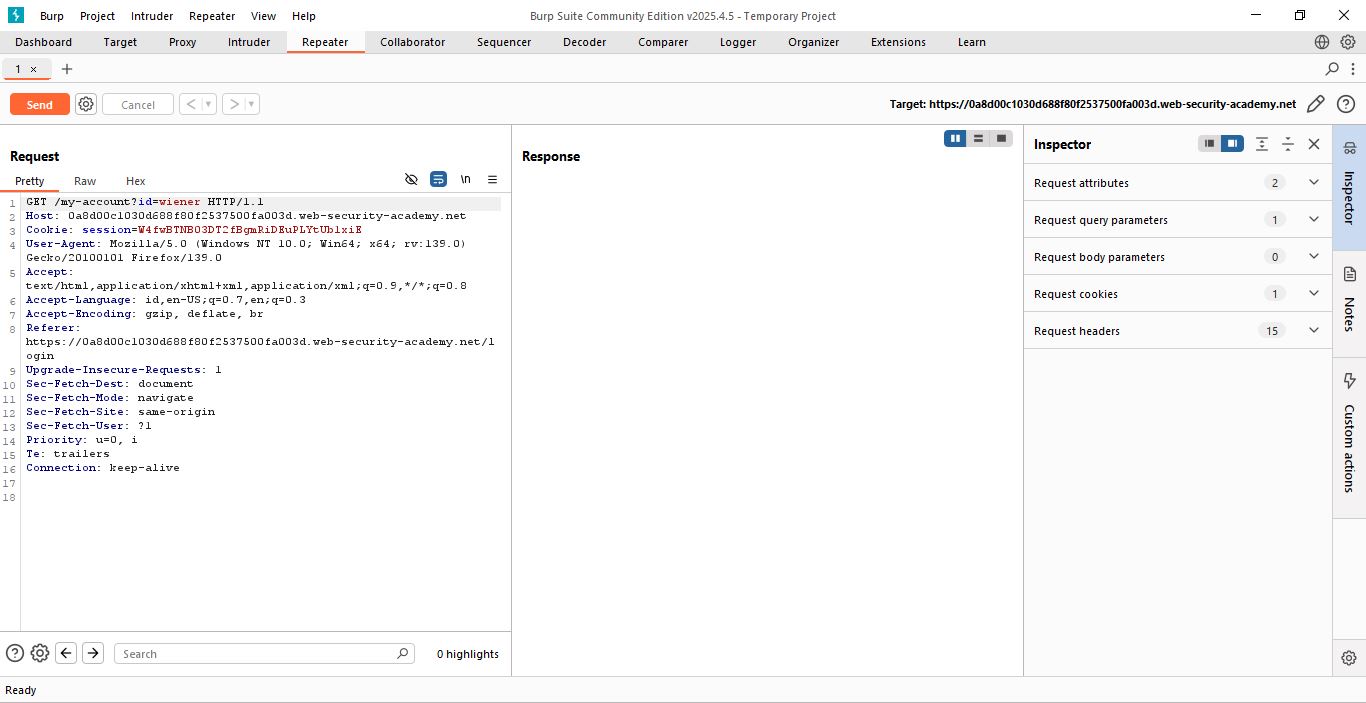 Burp Project Intruder Repeater View Help Burp Suite Community Edition v2025.4.5 - Temporary Project
Dashboard Target Proxy Intruder Repeater Collaborator Sequencer Decoder Comparer Logger Organizer Extensions Learn
1 × +
Send Cancel < > Target: https://0a8d00c1030d688f80f2537500fa003d.web-security-academy.net
Request
Pretty Raw Hex \n
1 GET /my-account?id=wiener HTTP/1.1
2 Host: 0a8d00c1030d688f80f2537500fa003d.web-security-academy.net
3 Cookie: session=W4fwBTNB03DT2fBgmRiDEuPLYtUblxiE
4 User-Agent: Mozilla/5.0 (Windows NT 10.0; Win64; x64; rv:139.0)
Gecko/20100101 Firefox/139.0
5 Accept:
text/html,application/xhtml+xml,application/xml;q=0.9,*/*;q=0.8
6 Accept-Language: id,en-US;q=0.7,en;q=0.3
7 Accept-Encoding: gzip, deflate, br
8 Referer:
https://0a8d00c1030d688f80f2537500fa003d.web-security-academy.net/l
ogin
9 Upgrade-Insecure-Requests: 1
10 Sec-Fetch-Dest: document
11 Sec-Fetch-Mode: navigate
12 Sec-Fetch-Site: same-origin
13 Sec-Fetch-User: ?1
14 Priority: u=0, i
15 Te: trailers
16 Connection: keep-alive
17
18
Search 0 highlights
Response
Inspector
Request attributes 2
Request query parameters 1
Request body parameters 0
Request cookies 1
Request headers 15
Inspector
Notes
Custom actions
Ready